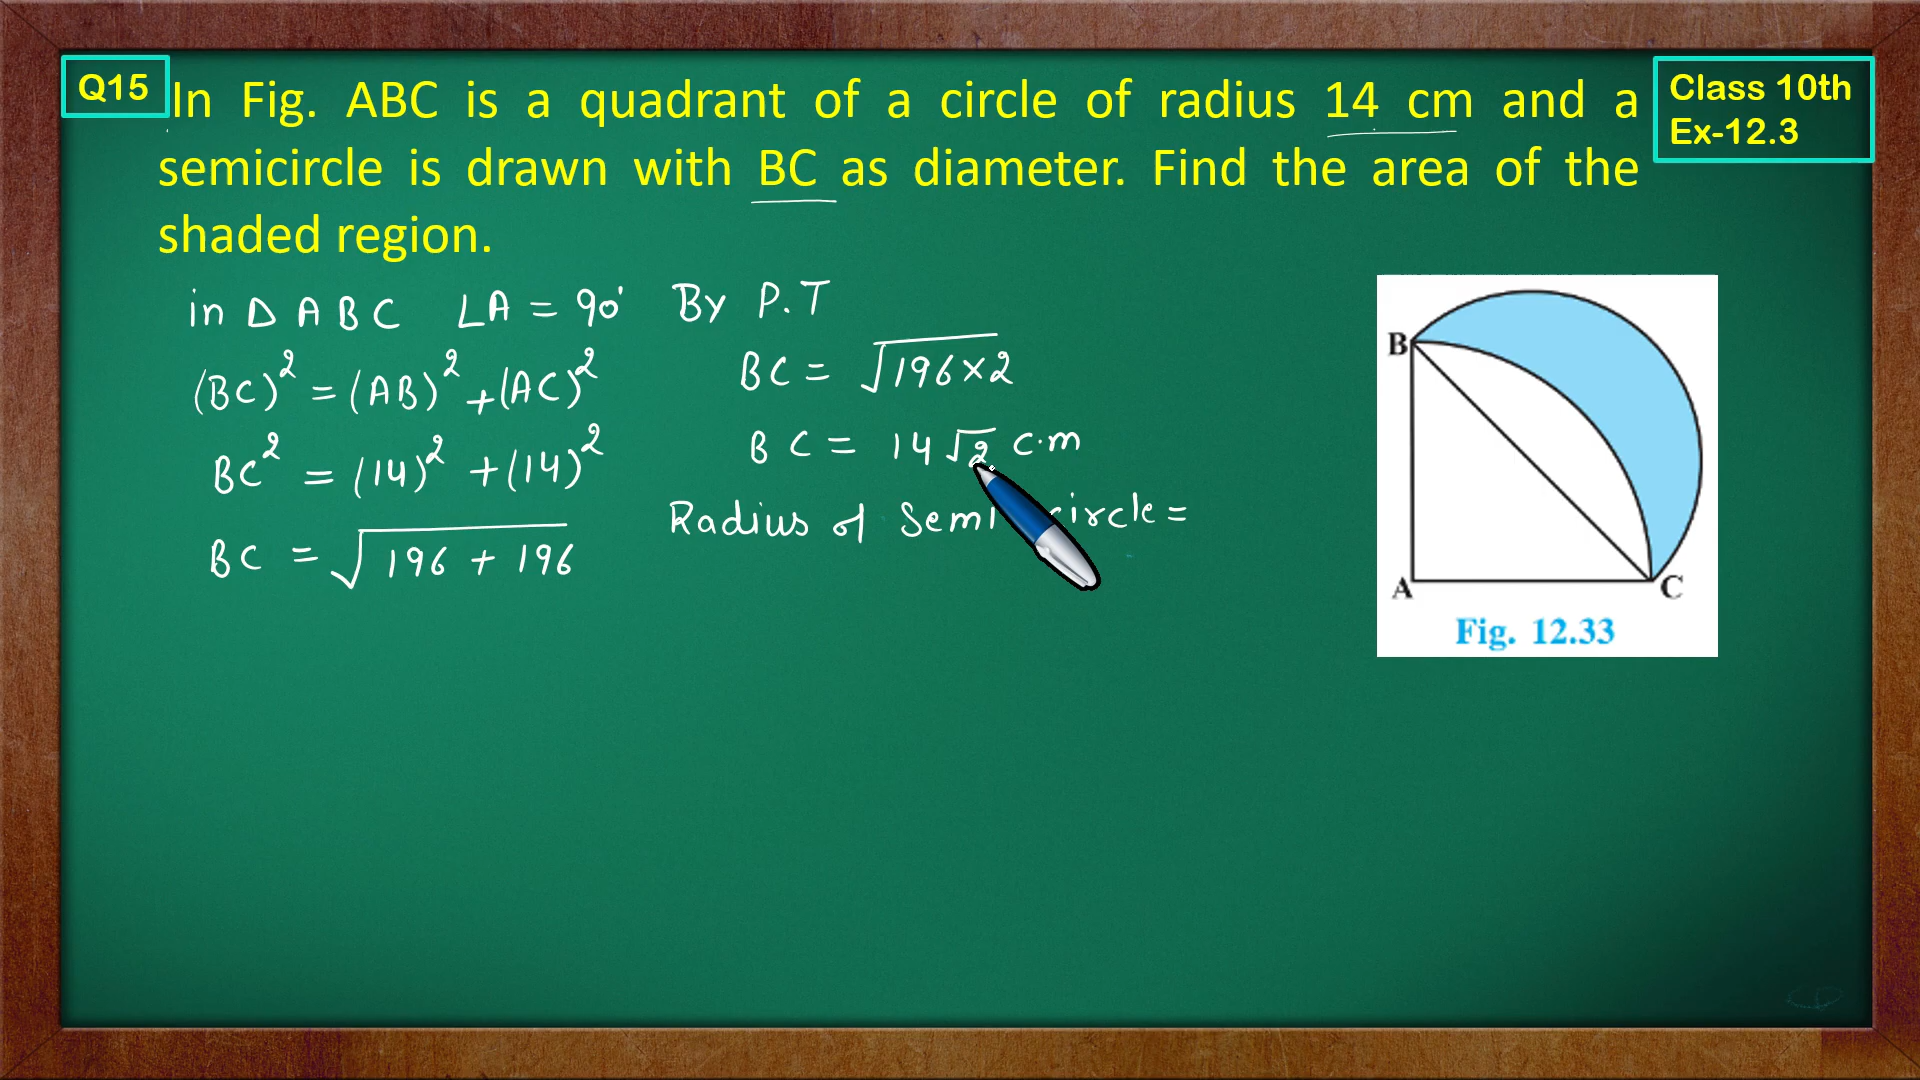 Q15
In Fig. ABC is a quadrant of a circle of radius 14 cm and a
semicircle is drawn with BC as diameter. Find the area of the
shaded region.
Class 10th
Ex-12.3
in Δ ABC ∠A = 90° By P.T
(BC)² = (AB)² + (AC)²
BC² = (14)² + (14)²
BC = √196 + 196
BC = √196×2
BC = 14√2 c.m
Radius of Semi circle =
B
A
C
Fig. 12.33